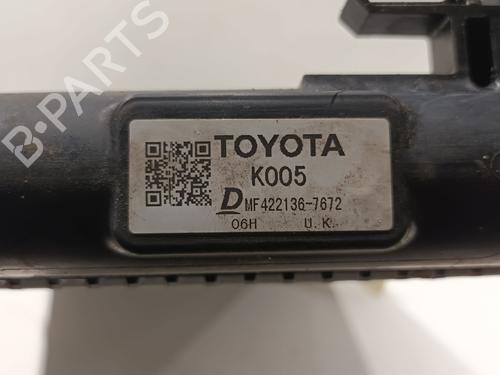 B-PARTS
TOYOTA
K005
D MF422136-7672
06H U.K.